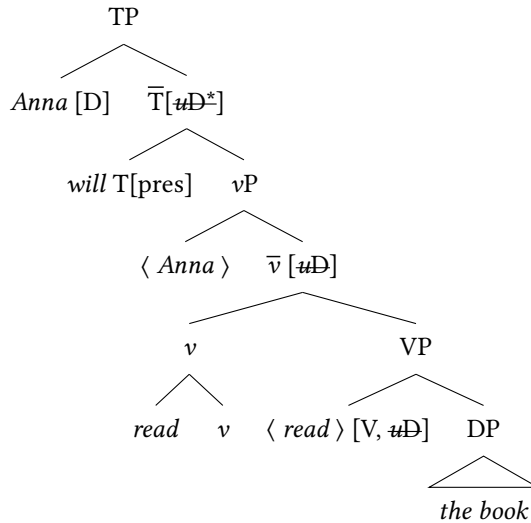 TP
Anna [D] T̅[uD*]
will T[pres] vP
⟨ Anna ⟩ v̅ [uD]
v VP
read v ⟨ read ⟩ [V, uD] DP
the book